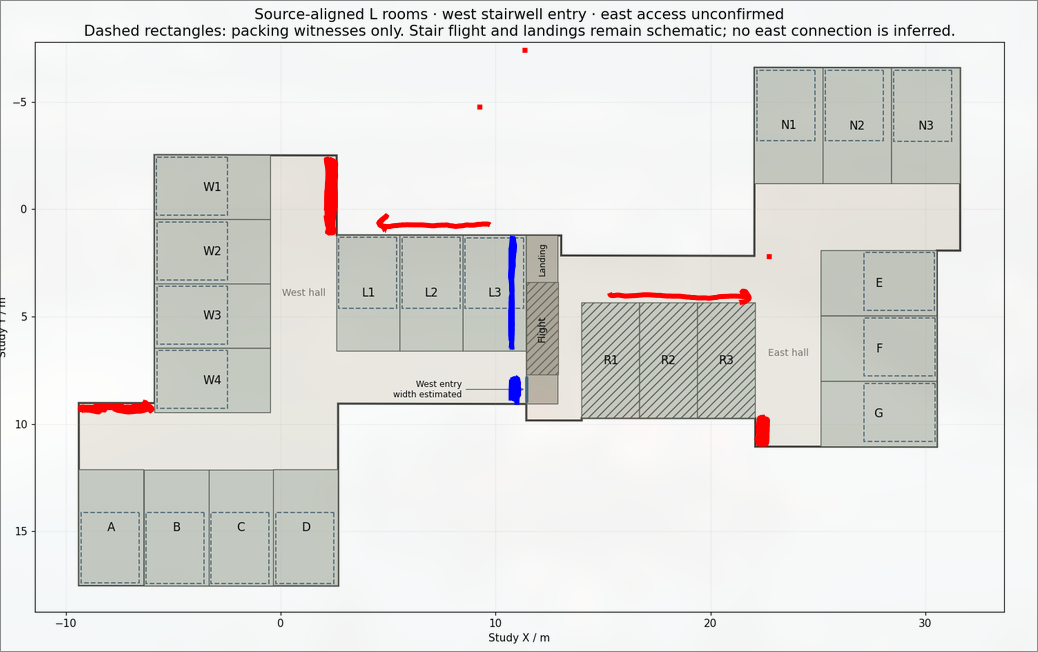 Source-aligned L rooms · west stairwell entry · east access unconfirmed
Dashed rectangles: packing witnesses only. Stair flight and landings remain schematic; no east connection is inferred.
−5
0
5
10
15
−10
0
10
20
30
Study X / m
Study Y / m
N1
N2
N3
W1
W2
W3
W4
West hall
L1
L2
L3
Landing
Flight
West entry
width estimated
R1
R2
R3
East hall
E
F
G
A
B
C
D